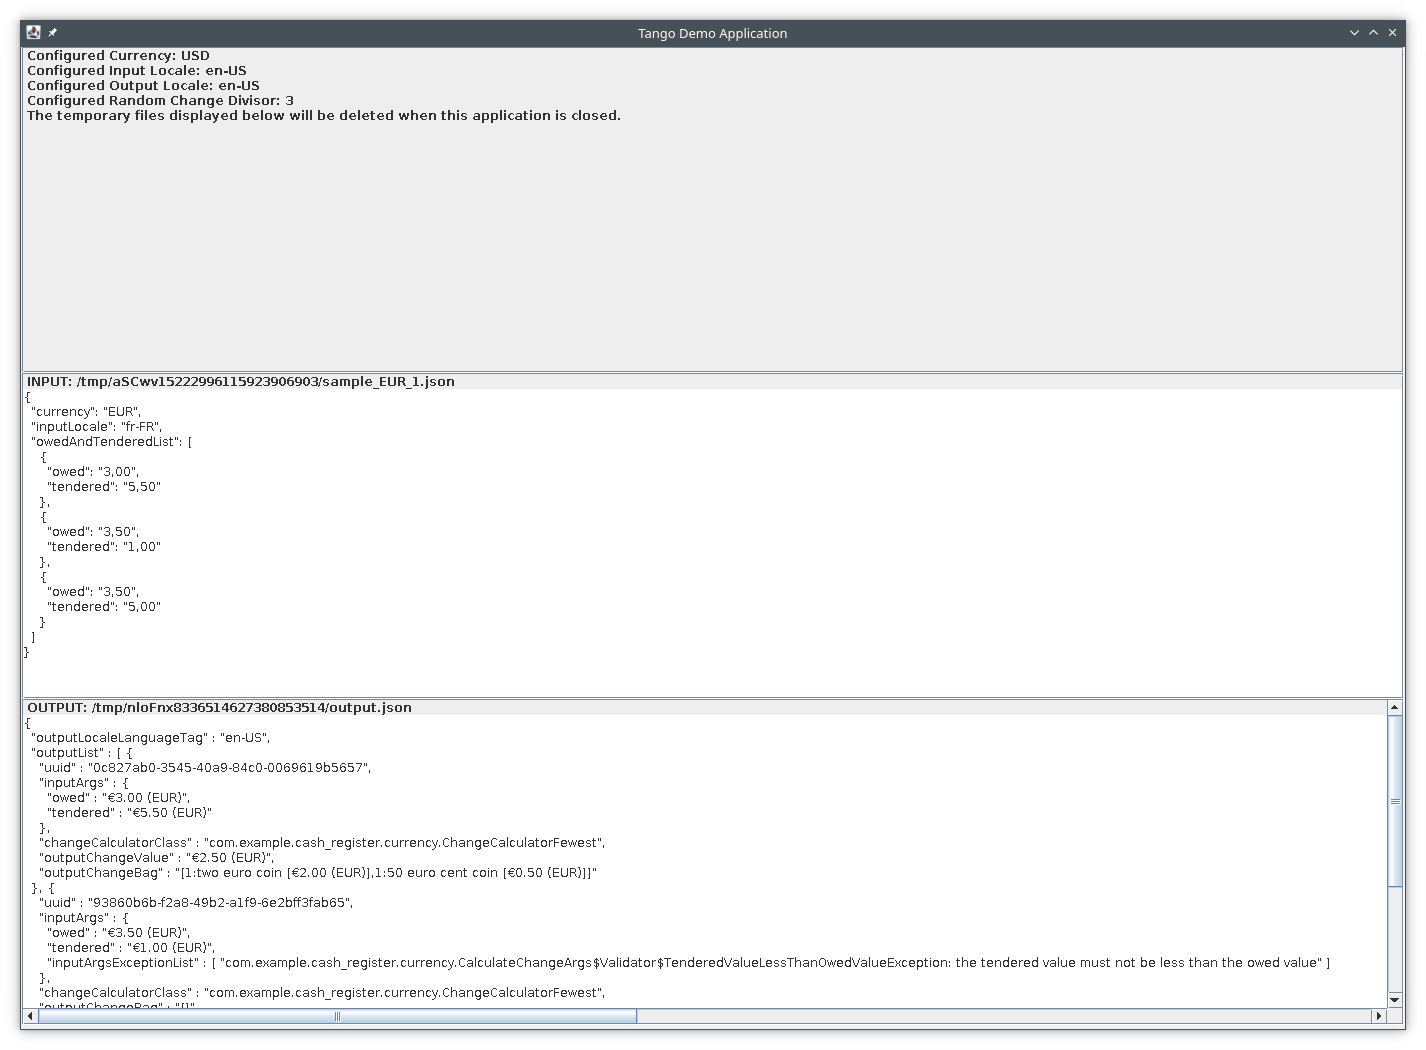 Tango Demo Application
Configured Currency: USD
Configured Input Locale: en-US
Configured Output Locale: en-US
Configured Random Change Divisor: 3
The temporary files displayed below will be deleted when this application is closed.
INPUT: /tmp/aSCwv15222996115923906903/sample_EUR_1.json
{
"currency": "EUR",
"inputLocale": "fr-FR",
"owedAndTenderedList": [
{
"owed": "3,00",
"tendered": "5,50"
},
{
"owed": "3,50",
"tendered": "1,00"
},
{
"owed": "3,50",
"tendered": "5,00"
}
]
}
OUTPUT: /tmp/nloFnx8336514627380853514/output.json
{
"outputLocaleLanguageTag" : "en-US",
"outputList" : [ {
"uuid" : "0c827ab0-3545-40a9-84c0-0069619b5657",
"inputArgs" : {
"owed" : "€3.00 (EUR)",
"tendered" : "€5.50 (EUR)"
},
"changeCalculatorClass" : "com.example.cash_register.currency.ChangeCalculatorFewest",
"outputChangeValue" : "€2.50 (EUR)",
"outputChangeBag" : "[1:two euro coin [€2.00 (EUR)],1:50 euro cent coin [€0.50 (EUR)]]"
}, {
"uuid" : "93860b6b-f2a8-49b2-a1f9-6e2bff3fab65",
"inputArgs" : {
"owed" : "€3.50 (EUR)",
"tendered" : "€1.00 (EUR)",
"inputArgsExceptionList" : [ "com.example.cash_register.currency.CalculateChangeArgs$Validator$TenderedValueLessThanOwedValueException: the tendered value must not be less than the owed value" ]
},
"changeCalculatorClass" : "com.example.cash_register.currency.ChangeCalculatorFewest",
"outputChangeBag" : "[]"